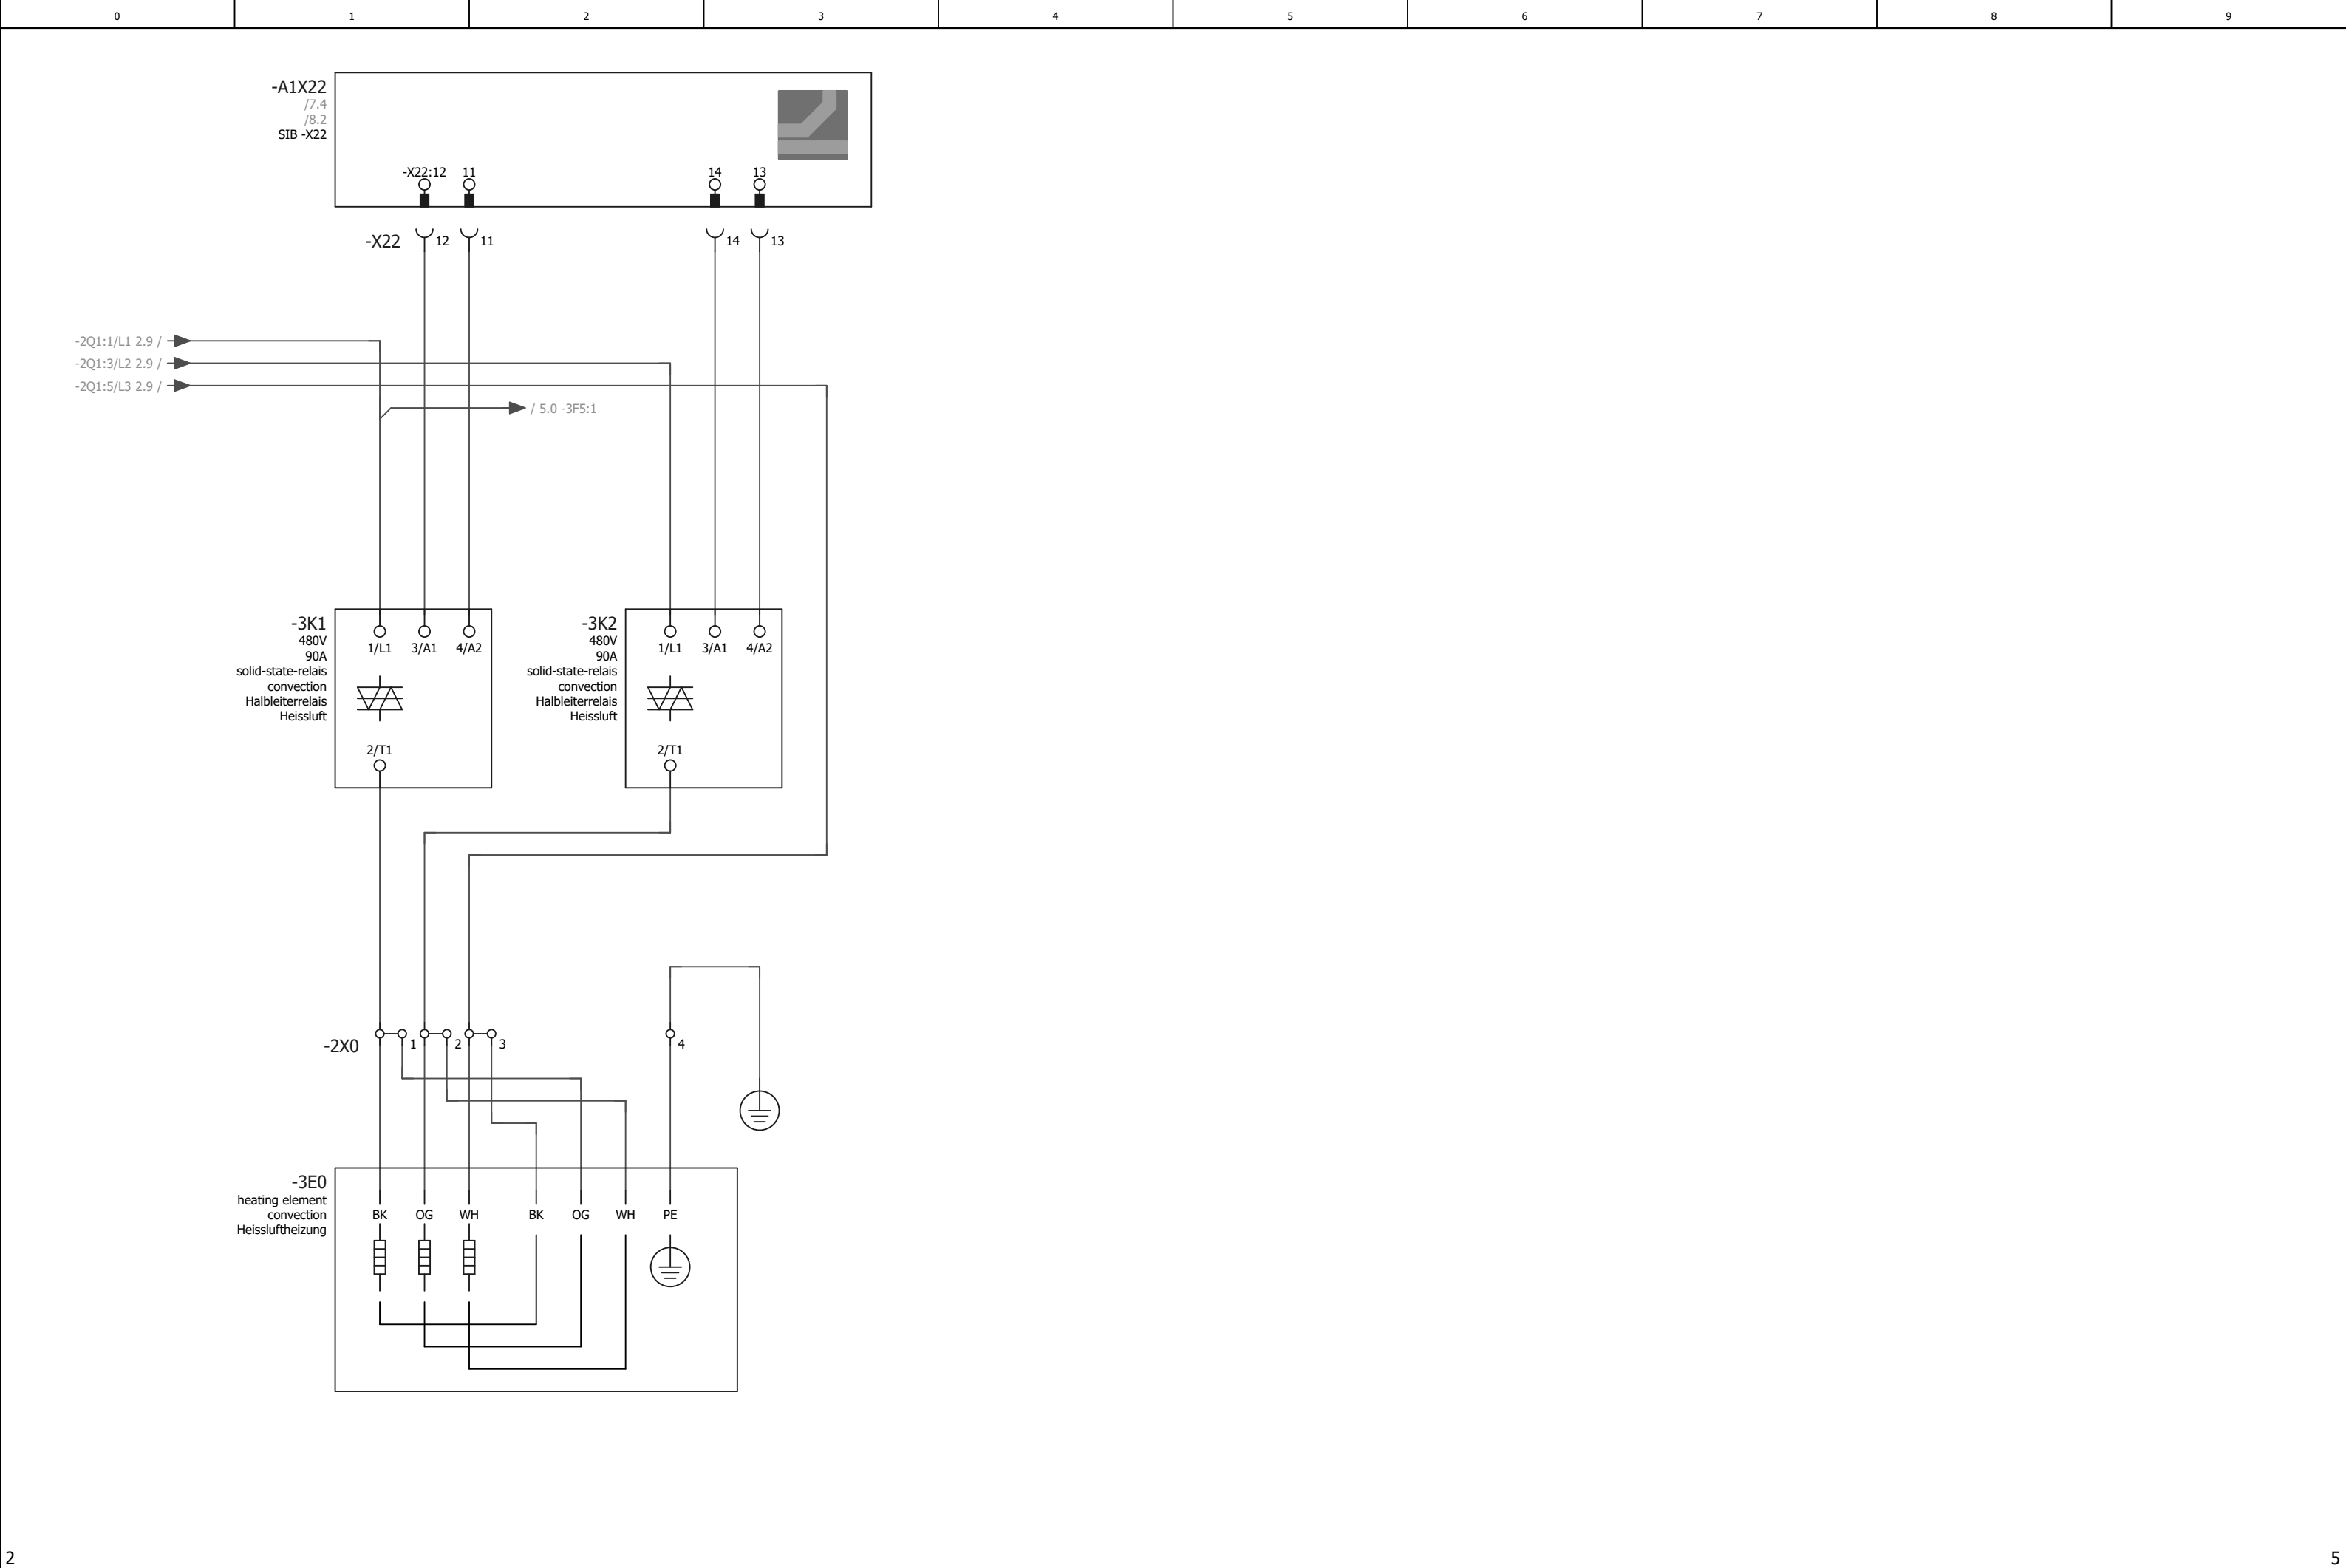 0 1 2 3 4 5 6 7 8 9
-A1X22
/7.4
/8.2
SIB -X22
-X22:12 11 14 13
-X22 12 11 14 13
-2Q1:1/L1 2.9 /
-2Q1:3/L2 2.9 /
-2Q1:5/L3 2.9 /
/ 5.0 -3F5:1
-3K1
480V
90A
solid-state-relais
convection
Halbleiterrelais
Heissluft
1/L1 3/A1 4/A2
2/T1
-3K2
480V
90A
solid-state-relais
convection
Halbleiterrelais
Heissluft
1/L1 3/A1 4/A2
2/T1
-2X0 1 2 3 4
-3E0
heating element
convection
Heissluftheizung
BK OG WH BK OG WH PE
2 5